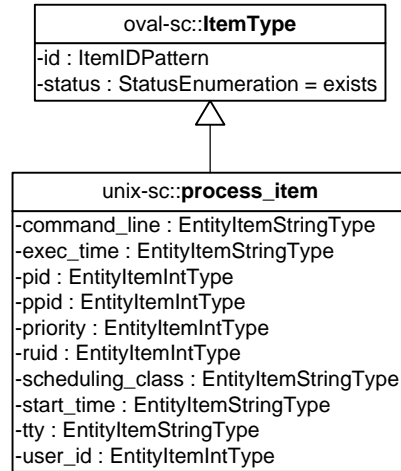 oval-sc::ItemType
-id : ItemIDPattern
-status : StatusEnumeration = exists
unix-sc::process_item
-command_line : EntityItemStringType
-exec_time : EntityItemStringType
-pid : EntityItemIntType
-ppid : EntityItemIntType
-priority : EntityItemIntType
-ruid : EntityItemIntType
-scheduling_class : EntityItemStringType
-start_time : EntityItemStringType
-tty : EntityItemStringType
-user_id : EntityItemIntType